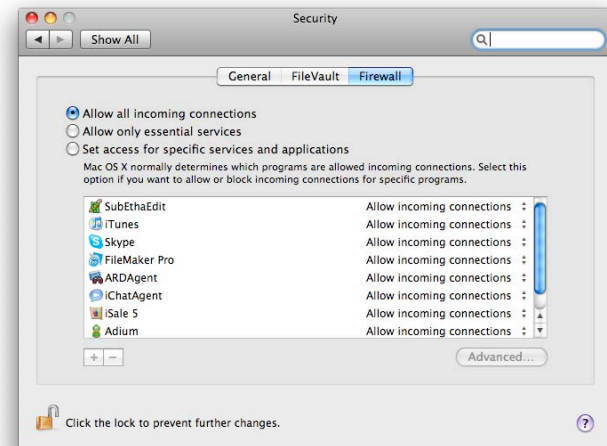 Security
Show All
General FileVault Firewall
Allow all incoming connections
Allow only essential services
Set access for specific services and applications
Mac OS X normally determines which programs are allowed incoming connections. Select this
option if you want to allow or block incoming connections for specific programs.
SubEthaEdit Allow incoming connections
iTunes Allow incoming connections
Skype Allow incoming connections
FileMaker Pro Allow incoming connections
ARDAgent Allow incoming connections
iChatAgent Allow incoming connections
iSale 5 Allow incoming connections
Adium Allow incoming connections
+ − Advanced...
Click the lock to prevent further changes. ?